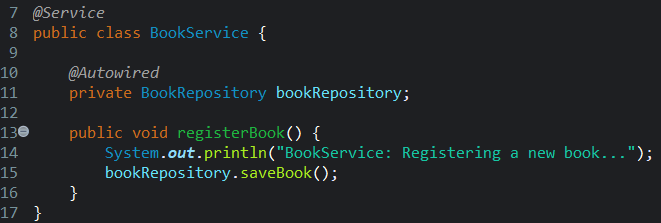 7 @Service
8 public class BookService {
9
10     @Autowired
11     private BookRepository bookRepository;
12
13     public void registerBook() {
14         System.out.println("BookService: Registering a new book...");
15         bookRepository.saveBook();
16     }
17 }